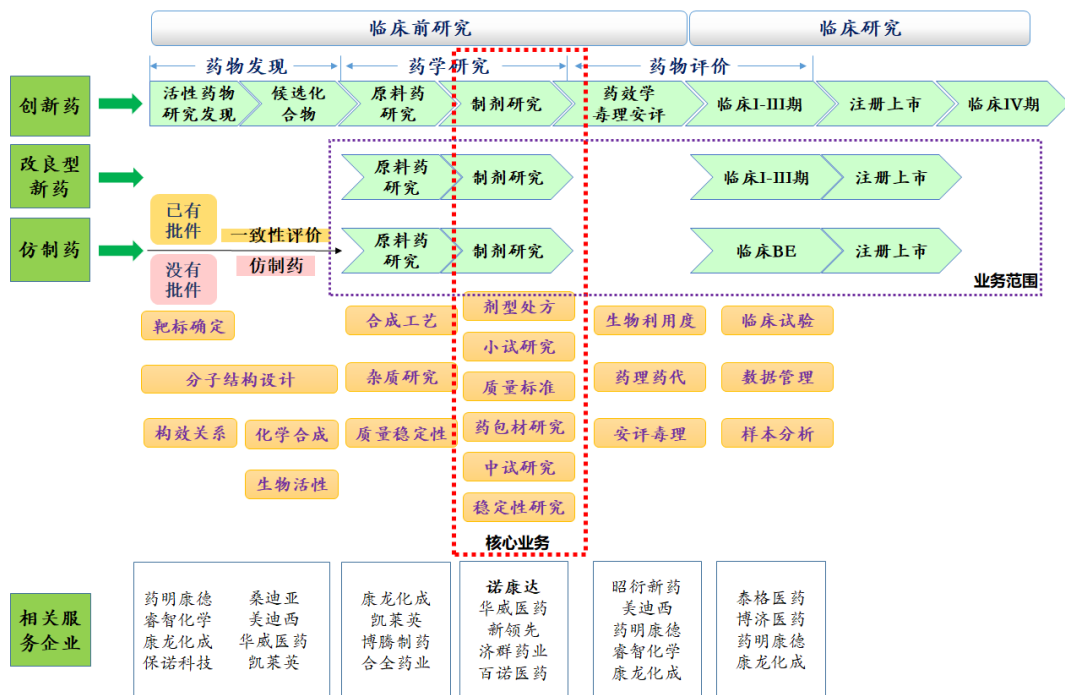 临床前研究
临床研究
药物发现
药学研究
药物评价
创新药
活性药物
研究发现
候选化
合物
原料药
研究
制剂研究
药效学
毒理安评
临床I-III期
注册上市
临床IV期
改良型
新药
原料药
研究
制剂研究
临床I-III期
注册上市
仿制药
已有
批件
一致性评价
没有
批件
仿制药
原料药
研究
制剂研究
临床BE
注册上市
业务范围
靶标确定
分子结构设计
构效关系
化学合成
生物活性
合成工艺
杂质研究
质量稳定性
剂型处方
小试研究
质量标准
药包材研究
中试研究
稳定性研究
核心业务
生物利用度
药理药代
安评毒理
临床试验
数据管理
样本分析
相关服
务企业
药明康德
睿智化学
康龙化成
保诺科技
桑迪亚
美迪西
华威医药
凯莱英
康龙化成
凯莱英
博腾制药
合全药业
诺康达
华威医药
新领先
济群药业
百诺医药
昭衍新药
美迪西
药明康德
睿智化学
康龙化成
泰格医药
博济医药
药明康德
康龙化成